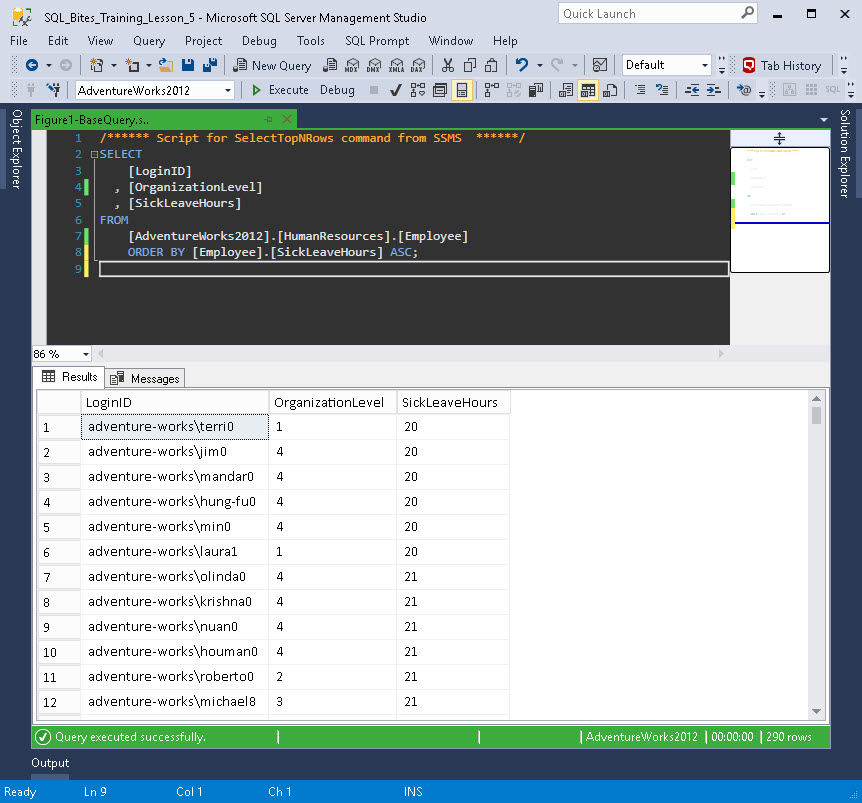 SQL_Bites_Training_Lesson_5 - Microsoft SQL Server Management Studio
Quick Launch
File Edit View Query Project Debug Tools SQL Prompt Window Help
New Query MDX DMX XMLA DAX Default Tab History
AdventureWorks2012 Execute Debug SQL
Object Explorer
Solution Explorer
Figure1-BaseQuery.s...
1 /****** Script for SelectTopNRows command from SSMS  ******/
2 SELECT
3 [LoginID]
4 , [OrganizationLevel]
5 , [SickLeaveHours]
6 FROM
7 [AdventureWorks2012].[HumanResources].[Employee]
8 ORDER BY [Employee].[SickLeaveHours] ASC;
9
86 %
Results Messages
LoginID OrganizationLevel SickLeaveHours
1 adventure-works\terri0 1 20
2 adventure-works\jim0 4 20
3 adventure-works\mandar0 4 20
4 adventure-works\hung-fu0 4 20
5 adventure-works\min0 4 20
6 adventure-works\laura1 1 20
7 adventure-works\olinda0 4 21
8 adventure-works\krishna0 4 21
9 adventure-works\nuan0 4 21
10 adventure-works\houman0 4 21
11 adventure-works\roberto0 2 21
12 adventure-works\michael8 3 21
Query executed successfully. AdventureWorks2012 00:00:00 290 rows
Output
Ready Ln 9 Col 1 Ch 1 INS